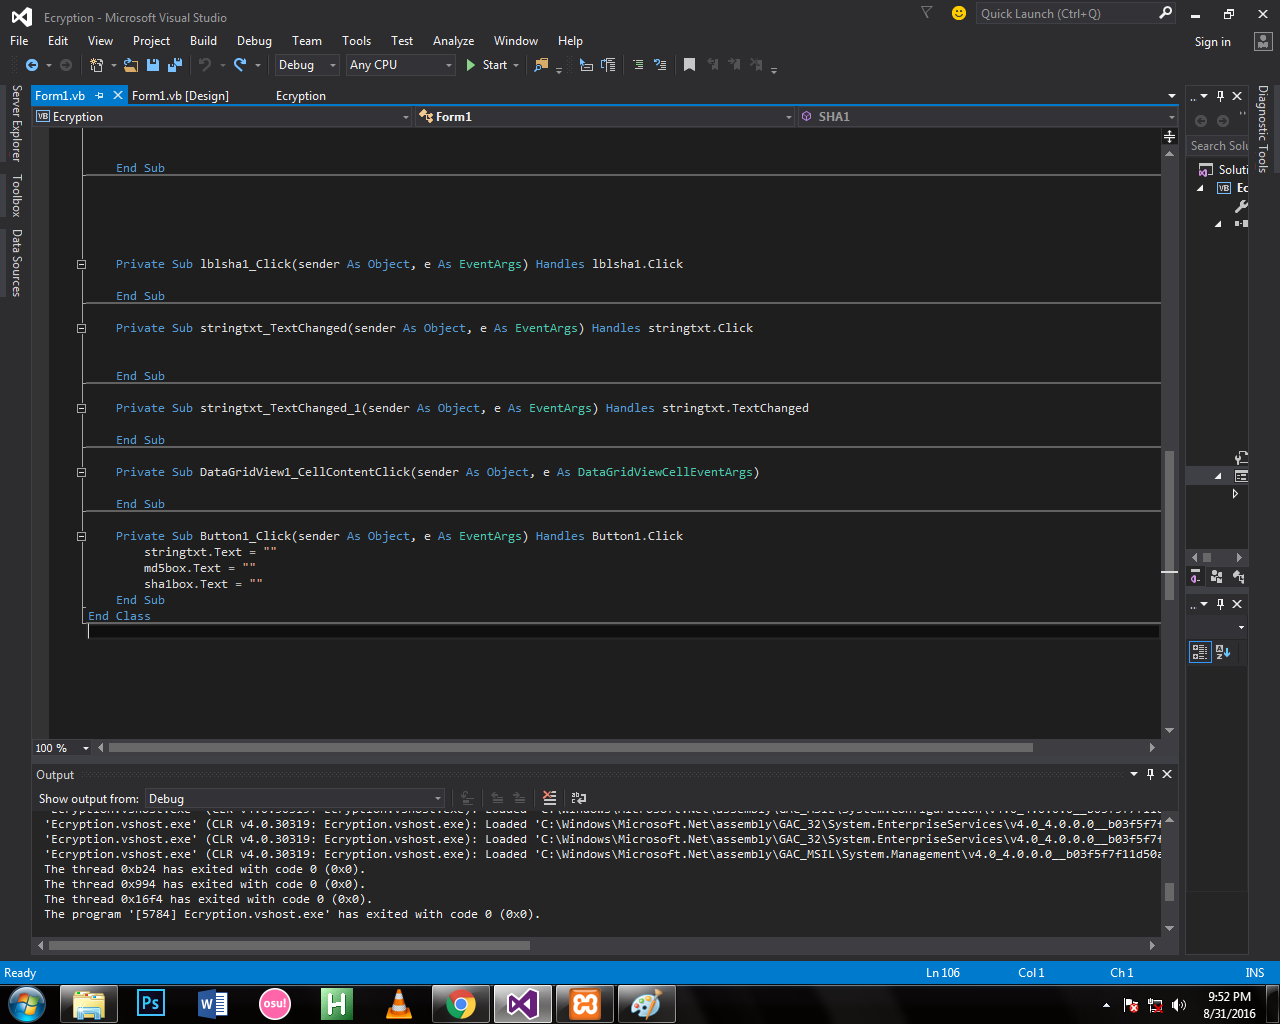 Ecryption - Microsoft Visual Studio
Quick Launch (Ctrl+Q)
File Edit View Project Build Debug Team Tools Test Analyze Window Help
Sign in
Debug Any CPU Start
Form1.vb Form1.vb [Design] Ecryption
VB Ecryption Form1 SHA1
Server Explorer
Toolbox
Data Sources
End Sub
Private Sub lblsha1_Click(sender As Object, e As EventArgs) Handles lblsha1.Click
End Sub
Private Sub stringtxt_TextChanged(sender As Object, e As EventArgs) Handles stringtxt.Click
End Sub
Private Sub stringtxt_TextChanged_1(sender As Object, e As EventArgs) Handles stringtxt.TextChanged
End Sub
Private Sub DataGridView1_CellContentClick(sender As Object, e As DataGridViewCellEventArgs)
End Sub
Private Sub Button1_Click(sender As Object, e As EventArgs) Handles Button1.Click
stringtxt.Text = ""
md5box.Text = ""
sha1box.Text = ""
End Sub
End Class
100 %
Search Solu
Soluti
VB Ec
Diagnostic Tools
Output
Show output from: Debug
'Ecryption.vshost.exe' (CLR v4.0.30319: Ecryption.vshost.exe): Loaded 'C:\Windows\Microsoft.Net\assembly\GAC_32\System.EnterpriseServices\v4.0_4.0.0.0__b03f5f7f
'Ecryption.vshost.exe' (CLR v4.0.30319: Ecryption.vshost.exe): Loaded 'C:\Windows\Microsoft.Net\assembly\GAC_32\System.EnterpriseServices\v4.0_4.0.0.0__b03f5f7f
'Ecryption.vshost.exe' (CLR v4.0.30319: Ecryption.vshost.exe): Loaded 'C:\Windows\Microsoft.Net\assembly\GAC_MSIL\System.Management\v4.0_4.0.0.0__b03f5f7f11d50a
The thread 0xb24 has exited with code 0 (0x0).
The thread 0x994 has exited with code 0 (0x0).
The thread 0x16f4 has exited with code 0 (0x0).
The program '[5784] Ecryption.vshost.exe' has exited with code 0 (0x0).
Ready Ln 106 Col 1 Ch 1 INS
Ps W osu! H
9:52 PM
8/31/2016